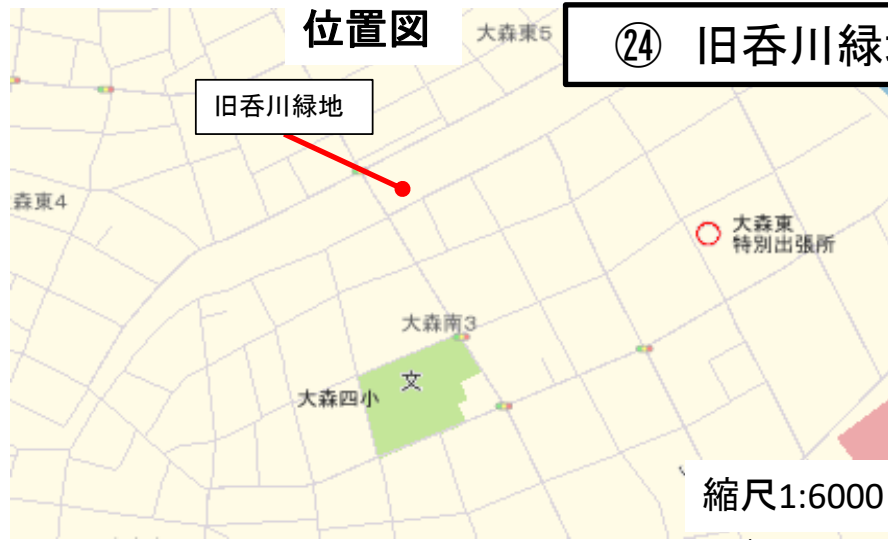 位置図
㉔ 旧呑川緑
大森東5
旧呑川緑地
森東4
大森東
特別出張所
大森南3
文
大森四小
縮尺1:6000